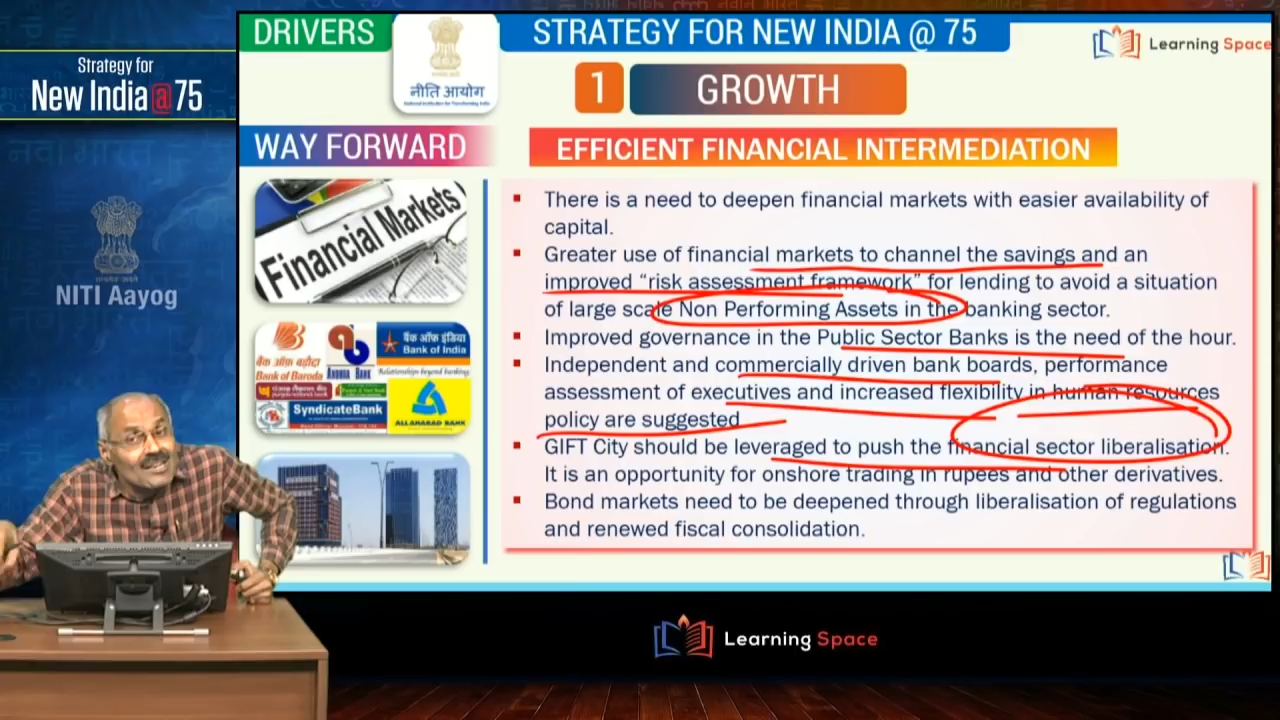 DRIVERS
STRATEGY FOR NEW INDIA @ 75
Learning Space
Strategy for
New India@75
नीति आयोग
National Institution for Transforming India
1
GROWTH
WAY FORWARD
EFFICIENT FINANCIAL INTERMEDIATION
Financial Markets
There is a need to deepen financial markets with easier availability of
capital.
Greater use of financial markets to channel the savings and an
improved “risk assessment framework” for lending to avoid a situation
of large scale Non Performing Assets in the banking sector.
Improved governance in the Public Sector Banks is the need of the hour.
Independent and commercially driven bank boards, performance
assessment of executives and increased flexibility in human resources
policy are suggested
GIFT City should be leveraged to push the financial sector liberalisation.
It is an opportunity for onshore trading in rupees and other derivatives.
Bond markets need to be deepened through liberalisation of regulations
and renewed fiscal consolidation.
NITI Aayog
बैंक ऑफ़ बड़ौदा
Bank of Baroda
ANDHRA BANK
बैंक ऑफ इंडिया
Bank of India
Relationships beyond banking
SyndicateBank
ALLAHABAD BANK
Learning Space